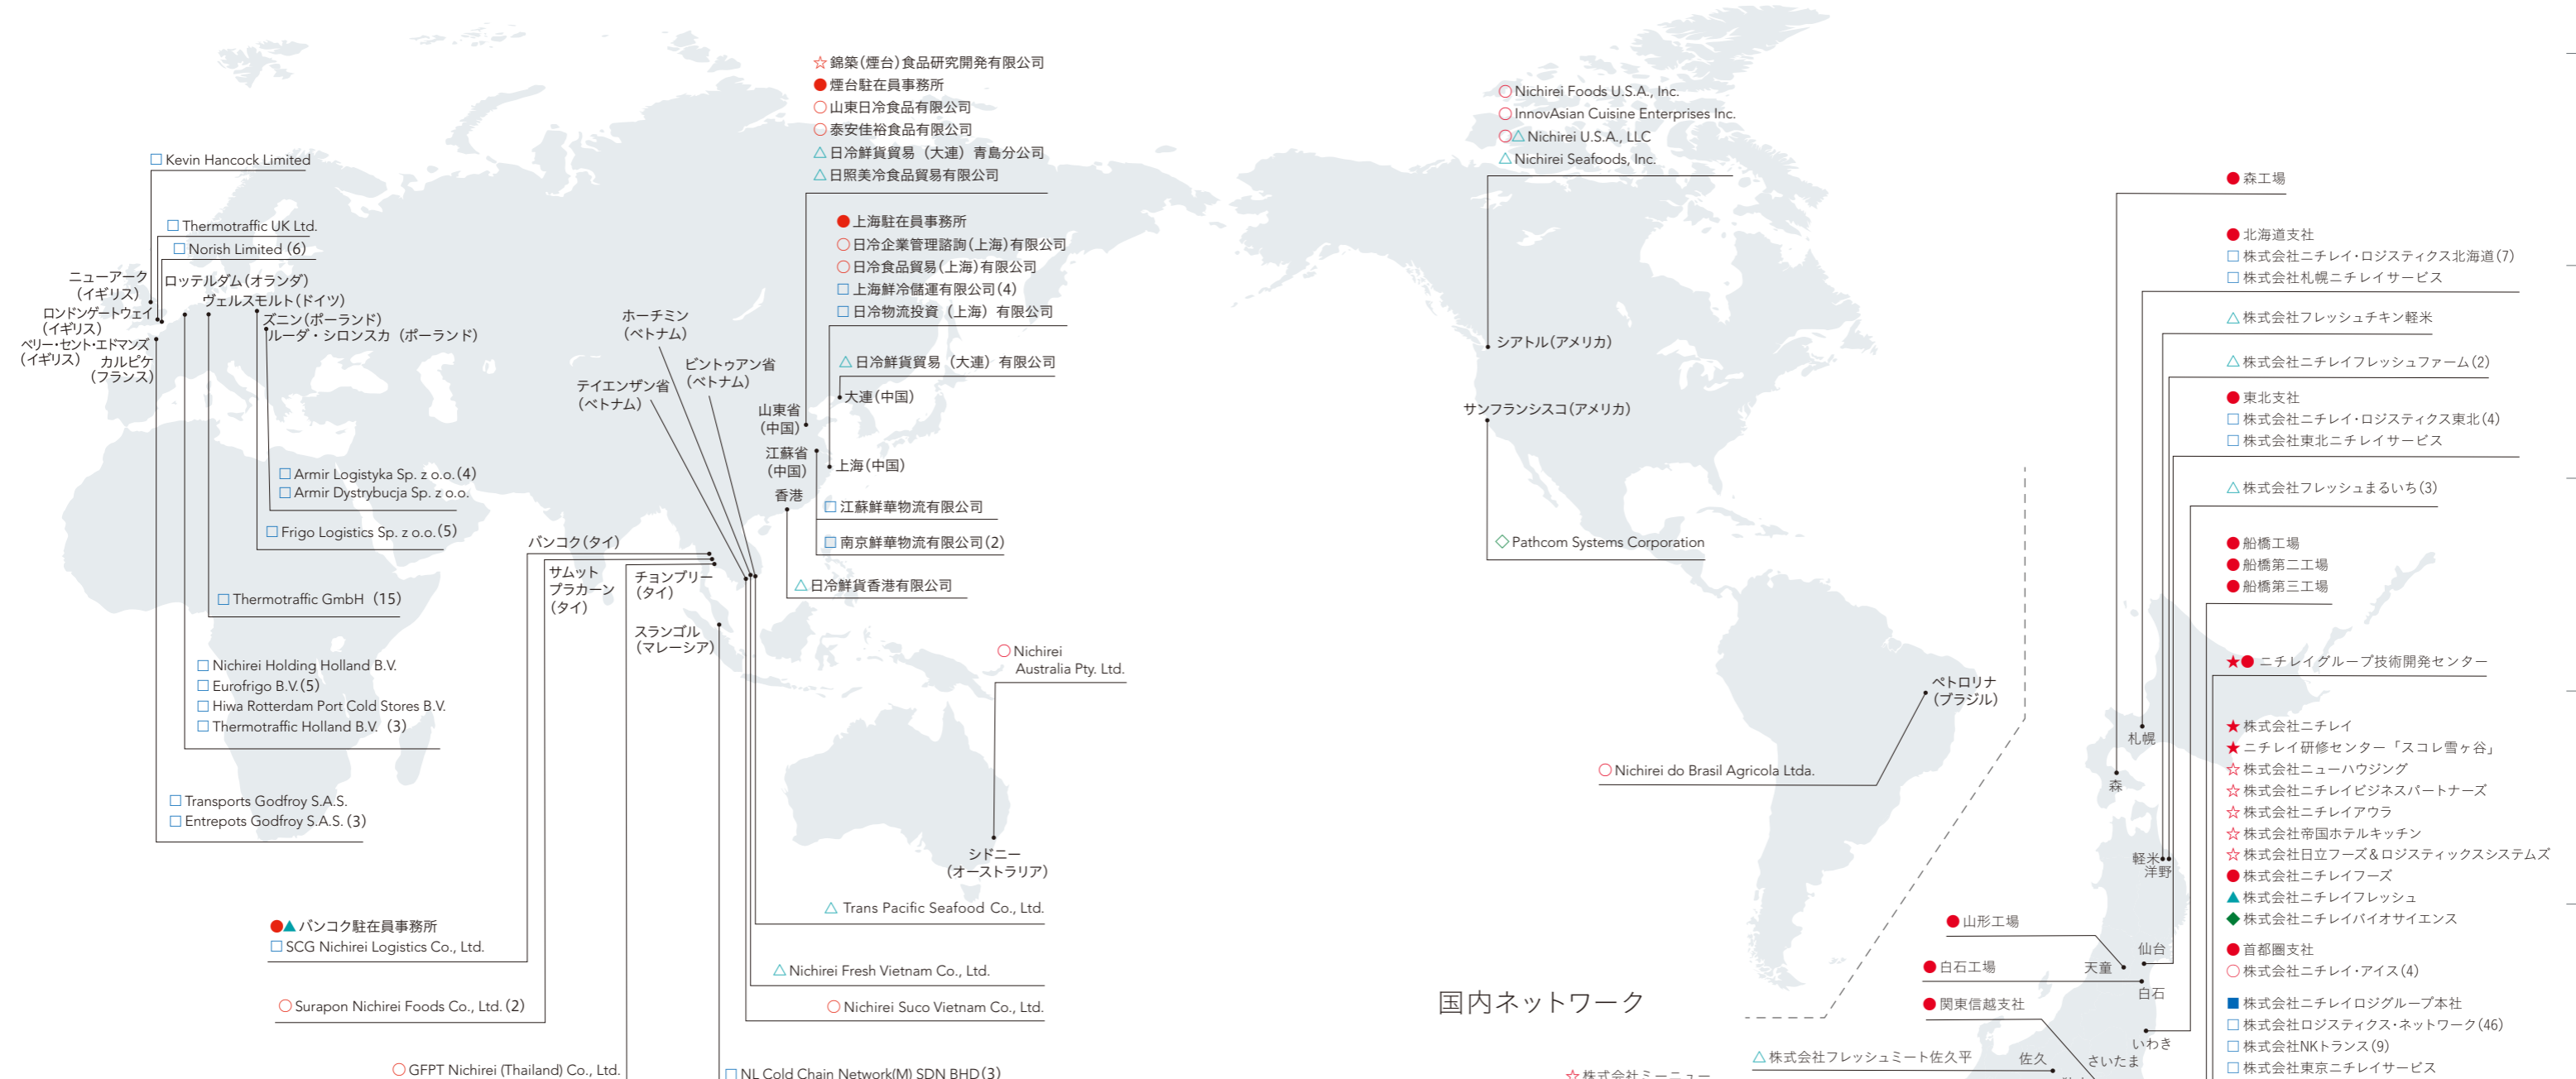 ☆ 錦築(煙台)食品研究開発有限公司
● 煙台駐在員事務所
○ 山東日冷食品有限公司
○ 泰安佳裕食品有限公司
△ 日冷鮮貨貿易（大連）青島分公司
△ 日照美冷食品貿易有限公司
● 上海駐在員事務所
○ 日冷企業管理諮詢(上海)有限公司
○ 日冷食品貿易(上海)有限公司
□ 上海鮮冷儲運有限公司(4)
□ 日冷物流投資（上海）有限公司
△ 日冷鮮貨貿易（大連）有限公司
大連(中国)
山東省
（中国）
江蘇省
（中国）
上海(中国)
香港
□ 江蘇鮮華物流有限公司
□ 南京鮮華物流有限公司(2)
△ 日冷鮮貨香港有限公司
□ Kevin Hancock Limited
□ Thermotraffic UK Ltd.
□ Norish Limited (6)
ニューアーク
（イギリス）
ロッテルダム(オランダ)
ヴェルスモルト(ドイツ)
ロンドンゲートウェイ
（イギリス）
ズニン(ポーランド)
ルーダ・シロンスカ（ポーランド）
ベリー・セント・エドマンズ
（イギリス）
カルピケ
（フランス）
ホーチミン
（ベトナム）
ビントゥアン省
（ベトナム）
テイエンザン省
（ベトナム）
□ Armir Logistyka Sp. z o.o.(4)
□ Armir Dystrybucja Sp. z o.o.
□ Frigo Logistics Sp. z o.o.(5)
□ Thermotraffic GmbH（15）
□ Nichirei Holding Holland B.V.
□ Eurofrigo B.V.(5)
□ Hiwa Rotterdam Port Cold Stores B.V.
□ Thermotraffic Holland B.V.（3）
□ Transports Godfroy S.A.S.
□ Entrepots Godfroy S.A.S.(3)
バンコク(タイ)
サムット
プラカーン
（タイ）
チョンブリー
（タイ）
スランゴル
（マレーシア）
●▲ バンコク駐在員事務所
□ SCG Nichirei Logistics Co., Ltd.
○ Surapon Nichirei Foods Co., Ltd.(2)
○ GFPT Nichirei (Thailand) Co., Ltd.
□ NL Cold Chain Network(M) SDN BHD(3)
○ Nichirei
Australia Pty. Ltd.
シドニー
（オーストラリア）
△ Trans Pacific Seafood Co., Ltd.
△ Nichirei Fresh Vietnam Co., Ltd.
○ Nichirei Suco Vietnam Co., Ltd.
○ Nichirei Foods U.S.A., Inc.
○ InnovAsian Cuisine Enterprises Inc.
○△ Nichirei U.S.A., LLC
△ Nichirei Seafoods, Inc.
シアトル(アメリカ)
サンフランシスコ(アメリカ)
◇ Pathcom Systems Corporation
ペトロリナ
（ブラジル）
○ Nichirei do Brasil Agricola Ltda.
国内ネットワーク
● 森工場
● 北海道支社
□ 株式会社ニチレイ・ロジスティクス北海道(7)
□ 株式会社札幌ニチレイサービス
△ 株式会社フレッシュチキン軽米
△ 株式会社ニチレイフレッシュファーム(2)
● 東北支社
□ 株式会社ニチレイ・ロジスティクス東北(4)
□ 株式会社東北ニチレイサービス
△ 株式会社フレッシュまるいち(3)
● 船橋工場
● 船橋第二工場
● 船橋第三工場
★● ニチレイグループ技術開発センター
★ 株式会社ニチレイ
★ ニチレイ研修センター「スコレ雪ヶ谷」
☆ 株式会社ニューハウジング
☆ 株式会社ニチレイビジネスパートナーズ
☆ 株式会社ニチレイアウラ
☆ 株式会社帝国ホテルキッチン
☆ 株式会社日立フーズ＆ロジスティックスシステムズ
● 株式会社ニチレイフーズ
▲ 株式会社ニチレイフレッシュ
◆ 株式会社ニチレイバイオサイエンス
● 首都圏支社
○ 株式会社ニチレイ・アイス(4)
■ 株式会社ニチレイロジグループ本社
□ 株式会社ロジスティクス・ネットワーク(46)
□ 株式会社NKトランス(9)
□ 株式会社東京ニチレイサービス
札幌
森
軽米
洋野
● 山形工場
仙台
天童
● 白石工場
白石
● 関東信越支社
いわき
△ 株式会社フレッシュミート佐久平
佐久
さいたま
☆ 株式会社ミーニュー